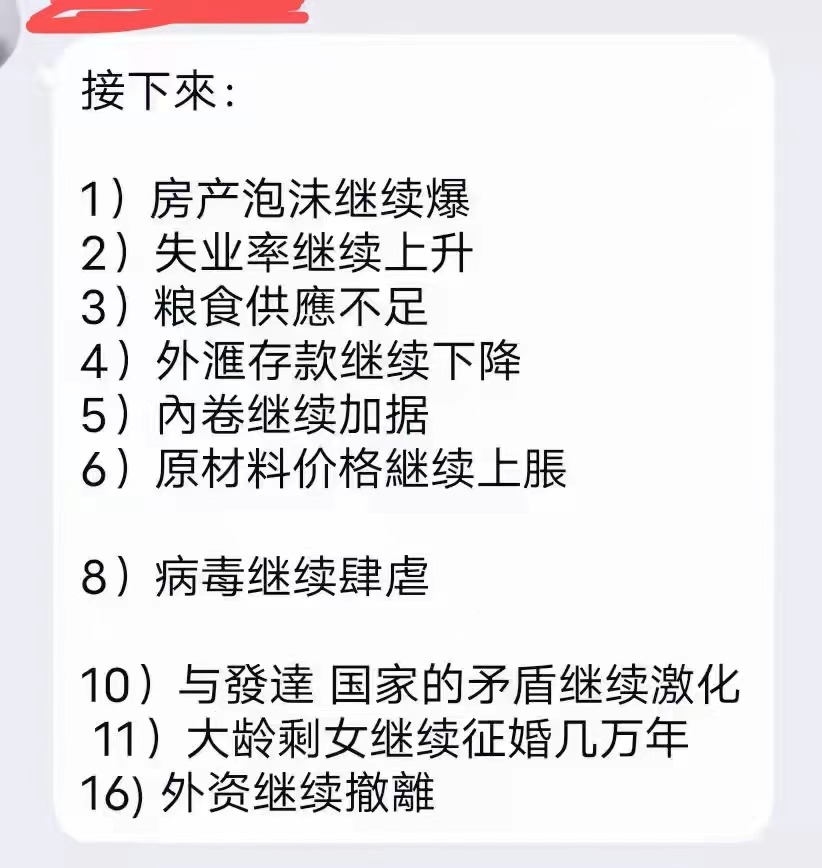 接下來：
1）房产泡沫继续爆
2）失业率继续上升
3）粮食供應不足
4）外滙存款继续下降
5）內卷继续加据
6）原材料价格継续上脹
8）病毒继续肆虐
10）与發達 国家的矛盾继续激化
11）大龄剩女继续征婚几万年
16) 外资继续撤離